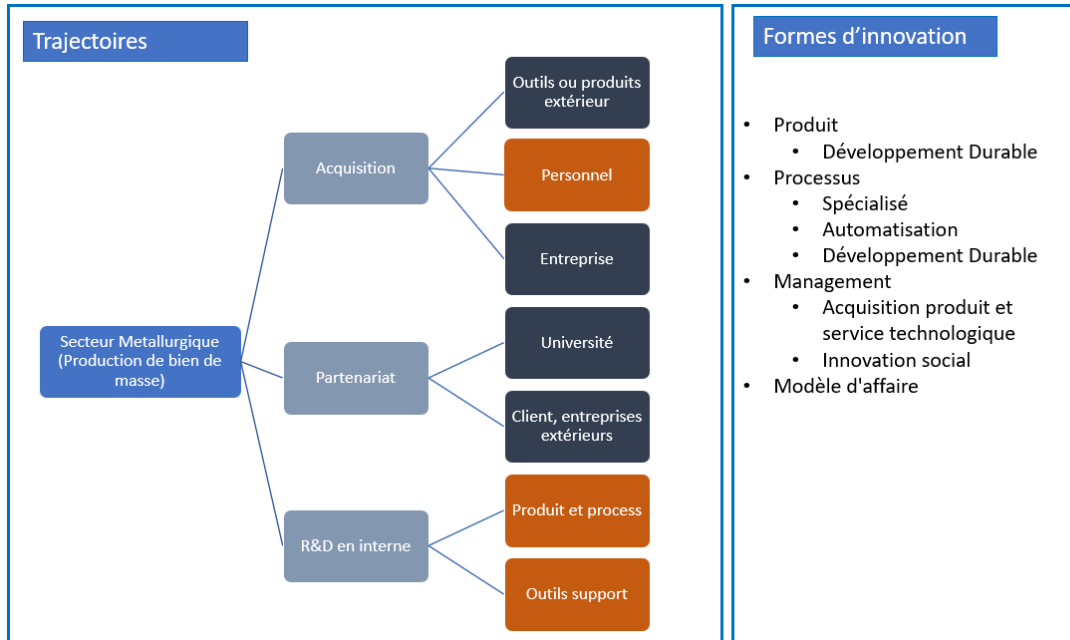 Trajectoires
Outils ou produits
extérieur
Acquisition
Personnel
Entreprise
Secteur Metallurgique
(Production de bien de
masse)
Université
Partenariat
Client, entreprises
extérieurs
Produit et process
R&D en interne
Outils support
Formes d’innovation
• Produit
• Développement Durable
• Processus
• Spécialisé
• Automatisation
• Développement Durable
• Management
• Acquisition produit et
service technologique
• Innovation social
• Modèle d'affaire